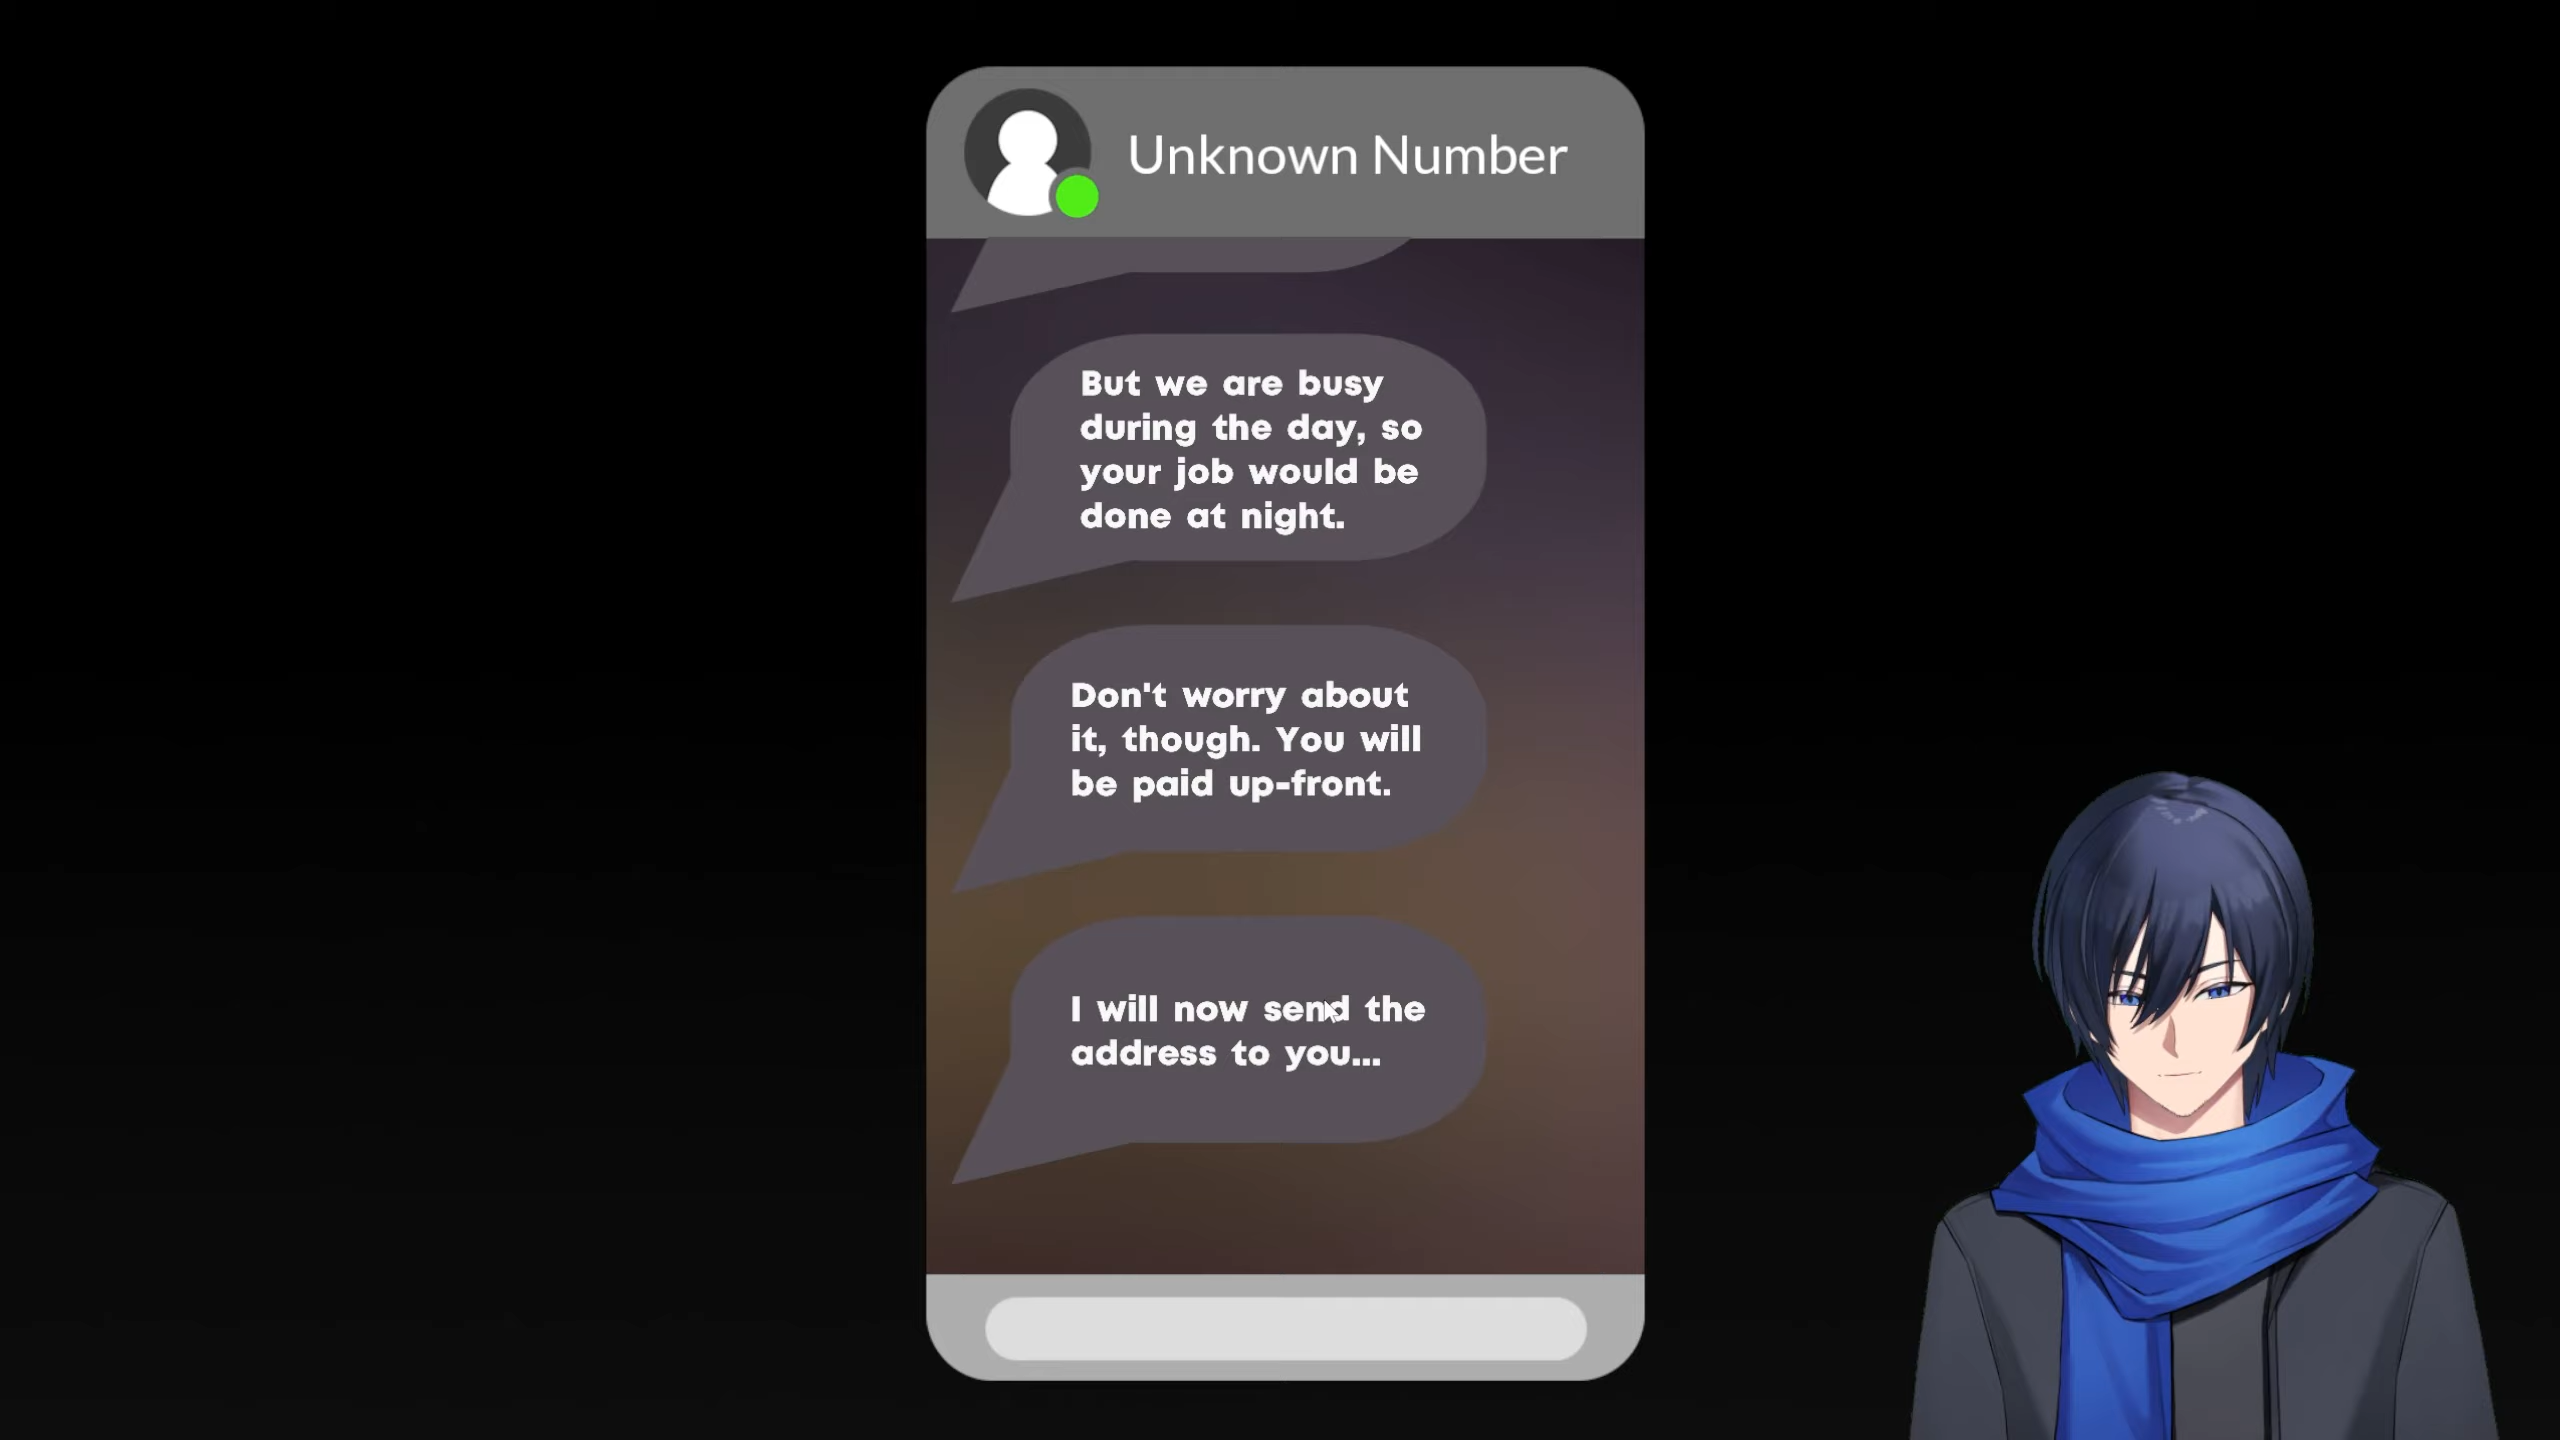 Unknown Number
But we are busy
during the day, so
your job would be
done at night.
Don't worry about
it, though. You will
be paid up-front.
I will now send the
address to you...